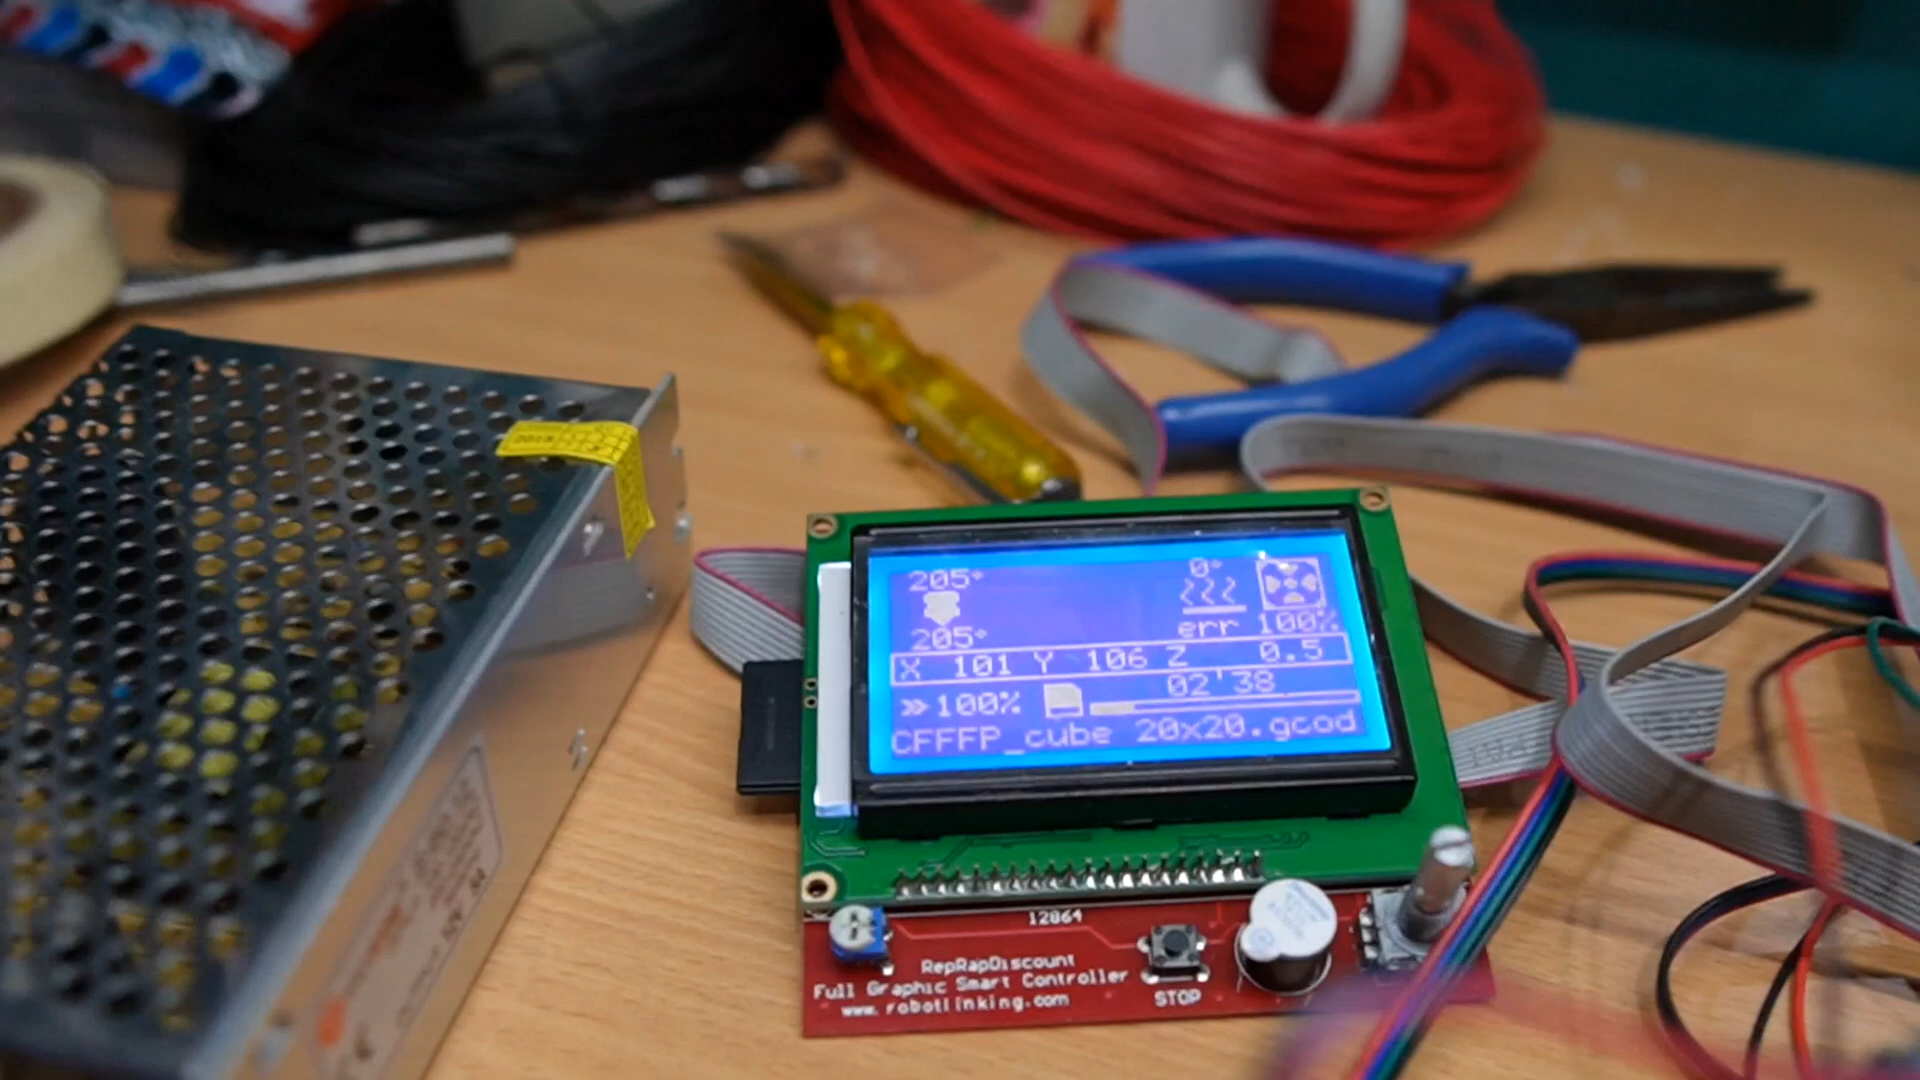 205°
0°
205°
err 100%
X 101 Y 106 Z 0.5
100%
02'38
CFFFP_cube 20x20.gcod
12864
RepRapDiscount
Full Graphic Smart Controller
www.robotlinking.com
STOP